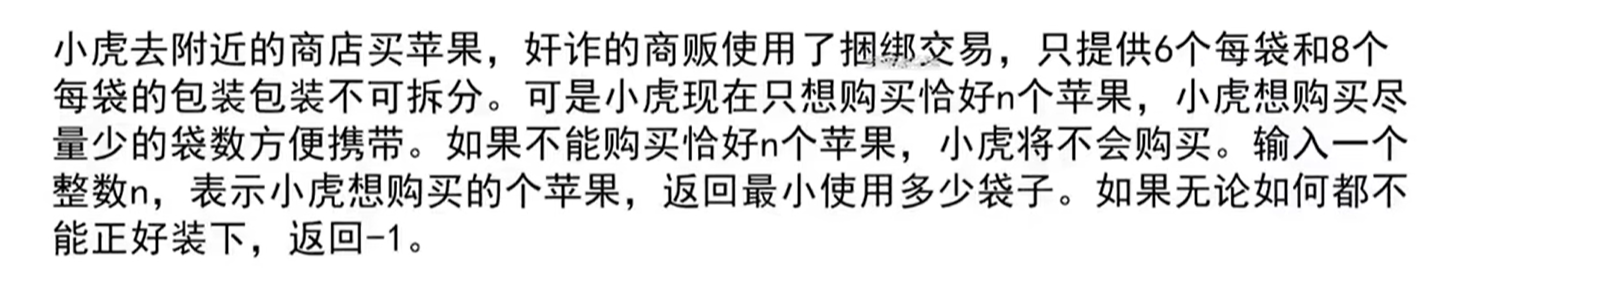 小虎去附近的商店买苹果，奸诈的商贩使用了捆绑交易，只提供6个每袋和8个
每袋的包装包装不可拆分。可是小虎现在只想购买恰好n个苹果，小虎想购买尽
量少的袋数方便携带。如果不能购买恰好n个苹果，小虎将不会购买。输入一个
整数n，表示小虎想购买的个苹果，返回最小使用多少袋子。如果无论如何都不
能正好装下，返回-1。